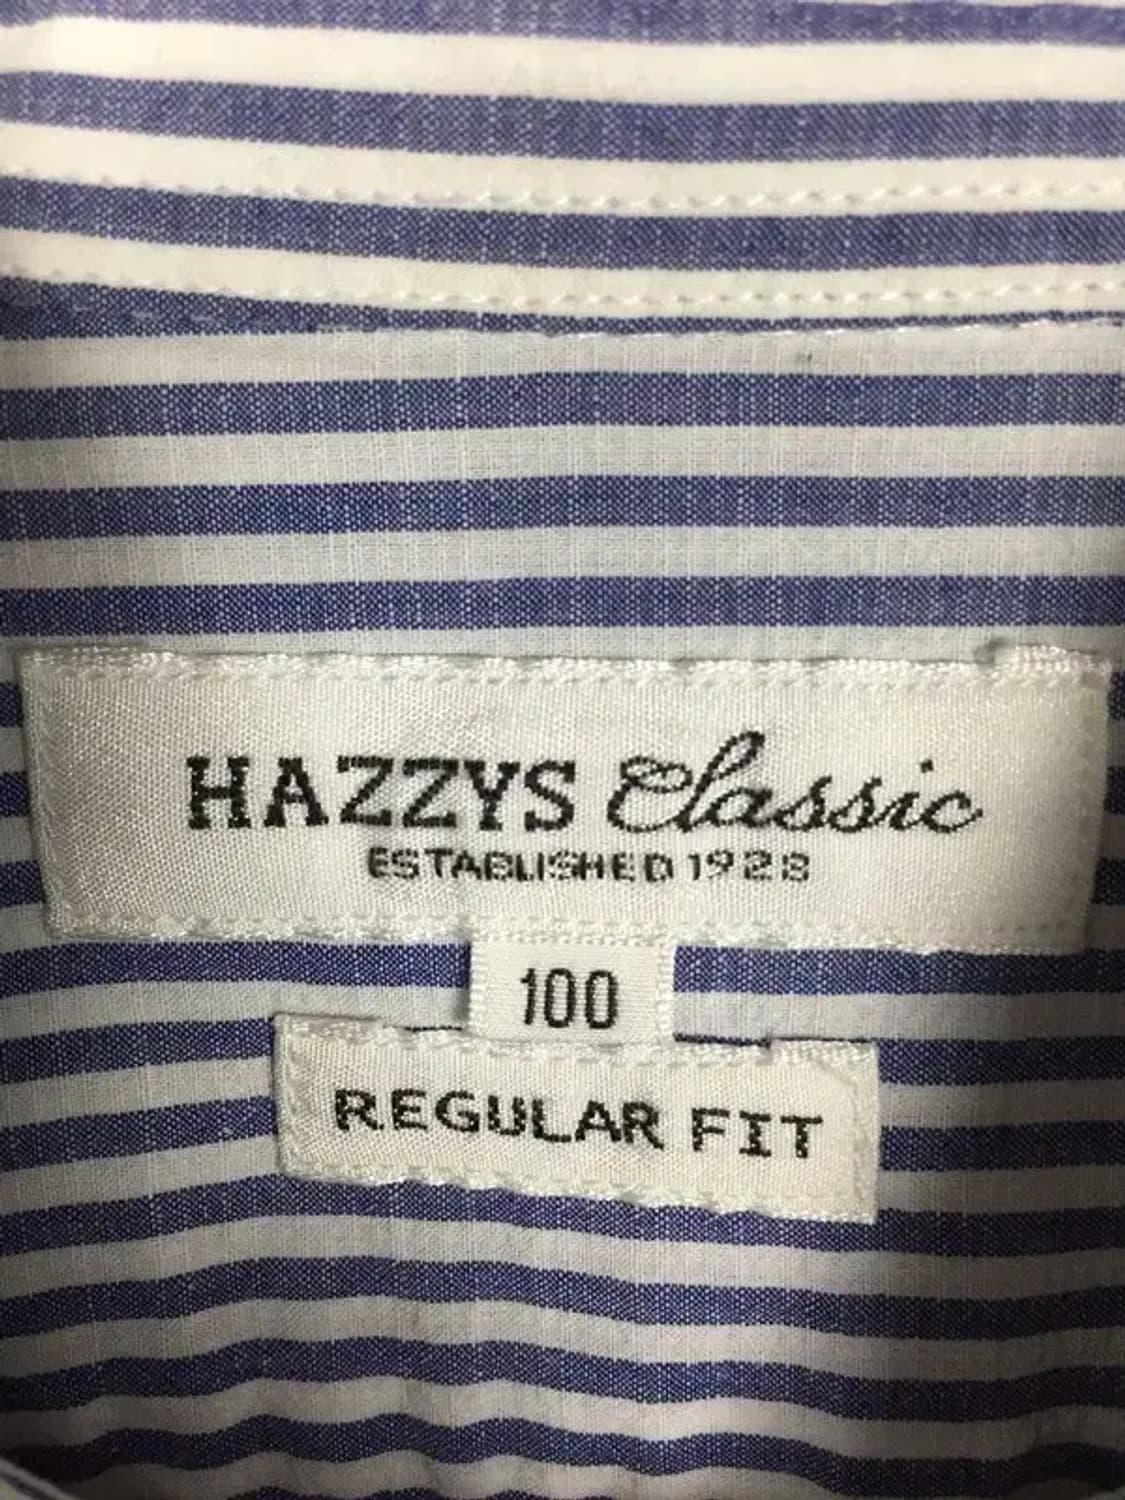 HAZZYS Classic
ESTABLISHED 1928
100
REGULAR FIT